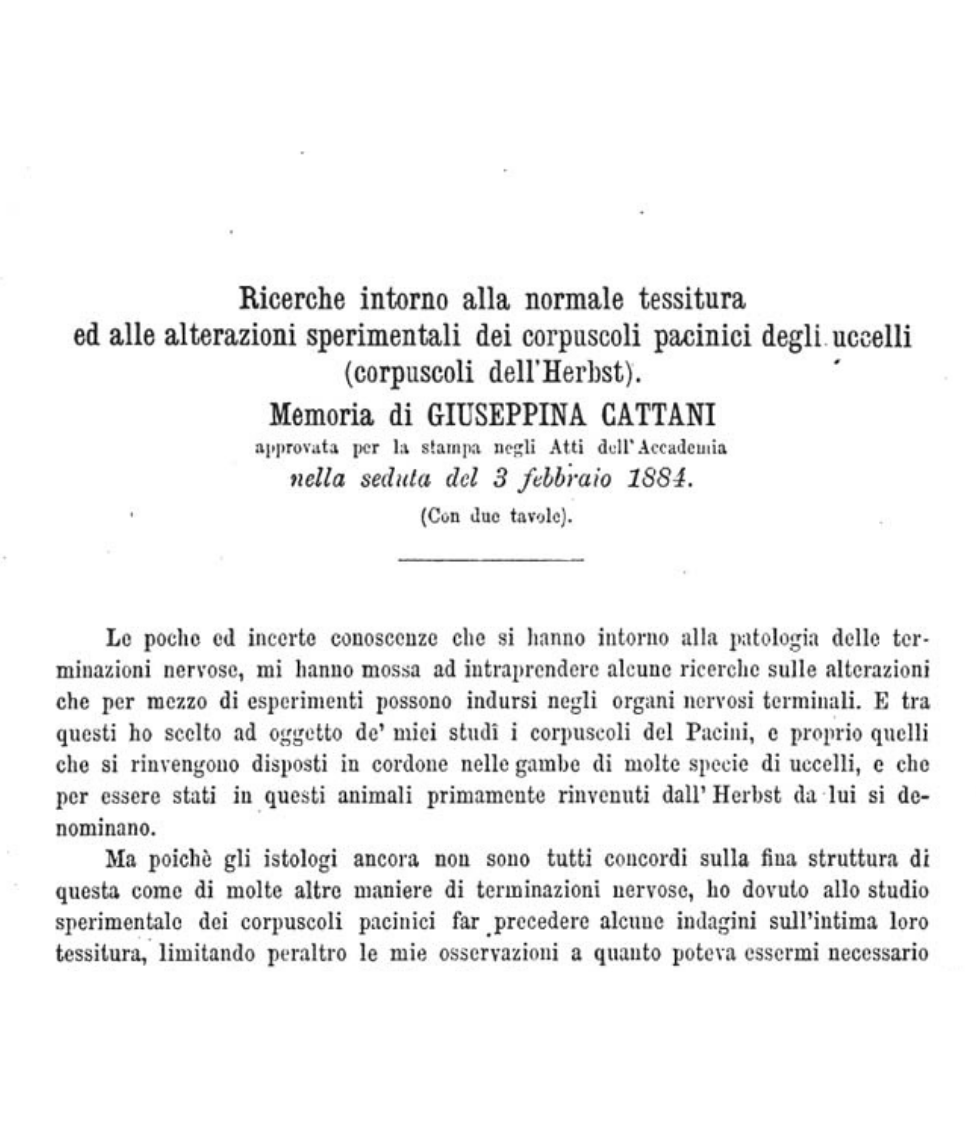 Ricerche intorno alla normale tessitura
ed alle alterazioni sperimentali dei corpuscoli pacinici degli uccelli
(corpuscoli dell'Herbst).
Memoria di GIUSEPPINA CATTANI
approvata per la stampa negli Atti dell'Accademia
nella seduta del 3 febbraio 1884.
(Con due tavole).
Le poche ed incerte conoscenze che si hanno intorno alla patologia delle ter-
minazioni nervose, mi hanno mossa ad intraprendere alcune ricerche sulle alterazioni
che per mezzo di esperimenti possono indursi negli organi nervosi terminali. E tra
questi ho scelto ad oggetto de' miei studî i corpuscoli del Pacini, e proprio quelli
che si rinvengono disposti in cordone nelle gambe di molte specie di uccelli, e che
per essere stati in questi animali primamente rinvenuti dall' Herbst da lui si de-
nominano.
Ma poichè gli istologi ancora non sono tutti concordi sulla fina struttura di
questa come di molte altre maniere di terminazioni nervose, ho dovuto allo studio
sperimentale dei corpuscoli pacinici far precedere alcune indagini sull'intima loro
tessitura, limitando peraltro le mie osservazioni a quanto poteva essermi necessario